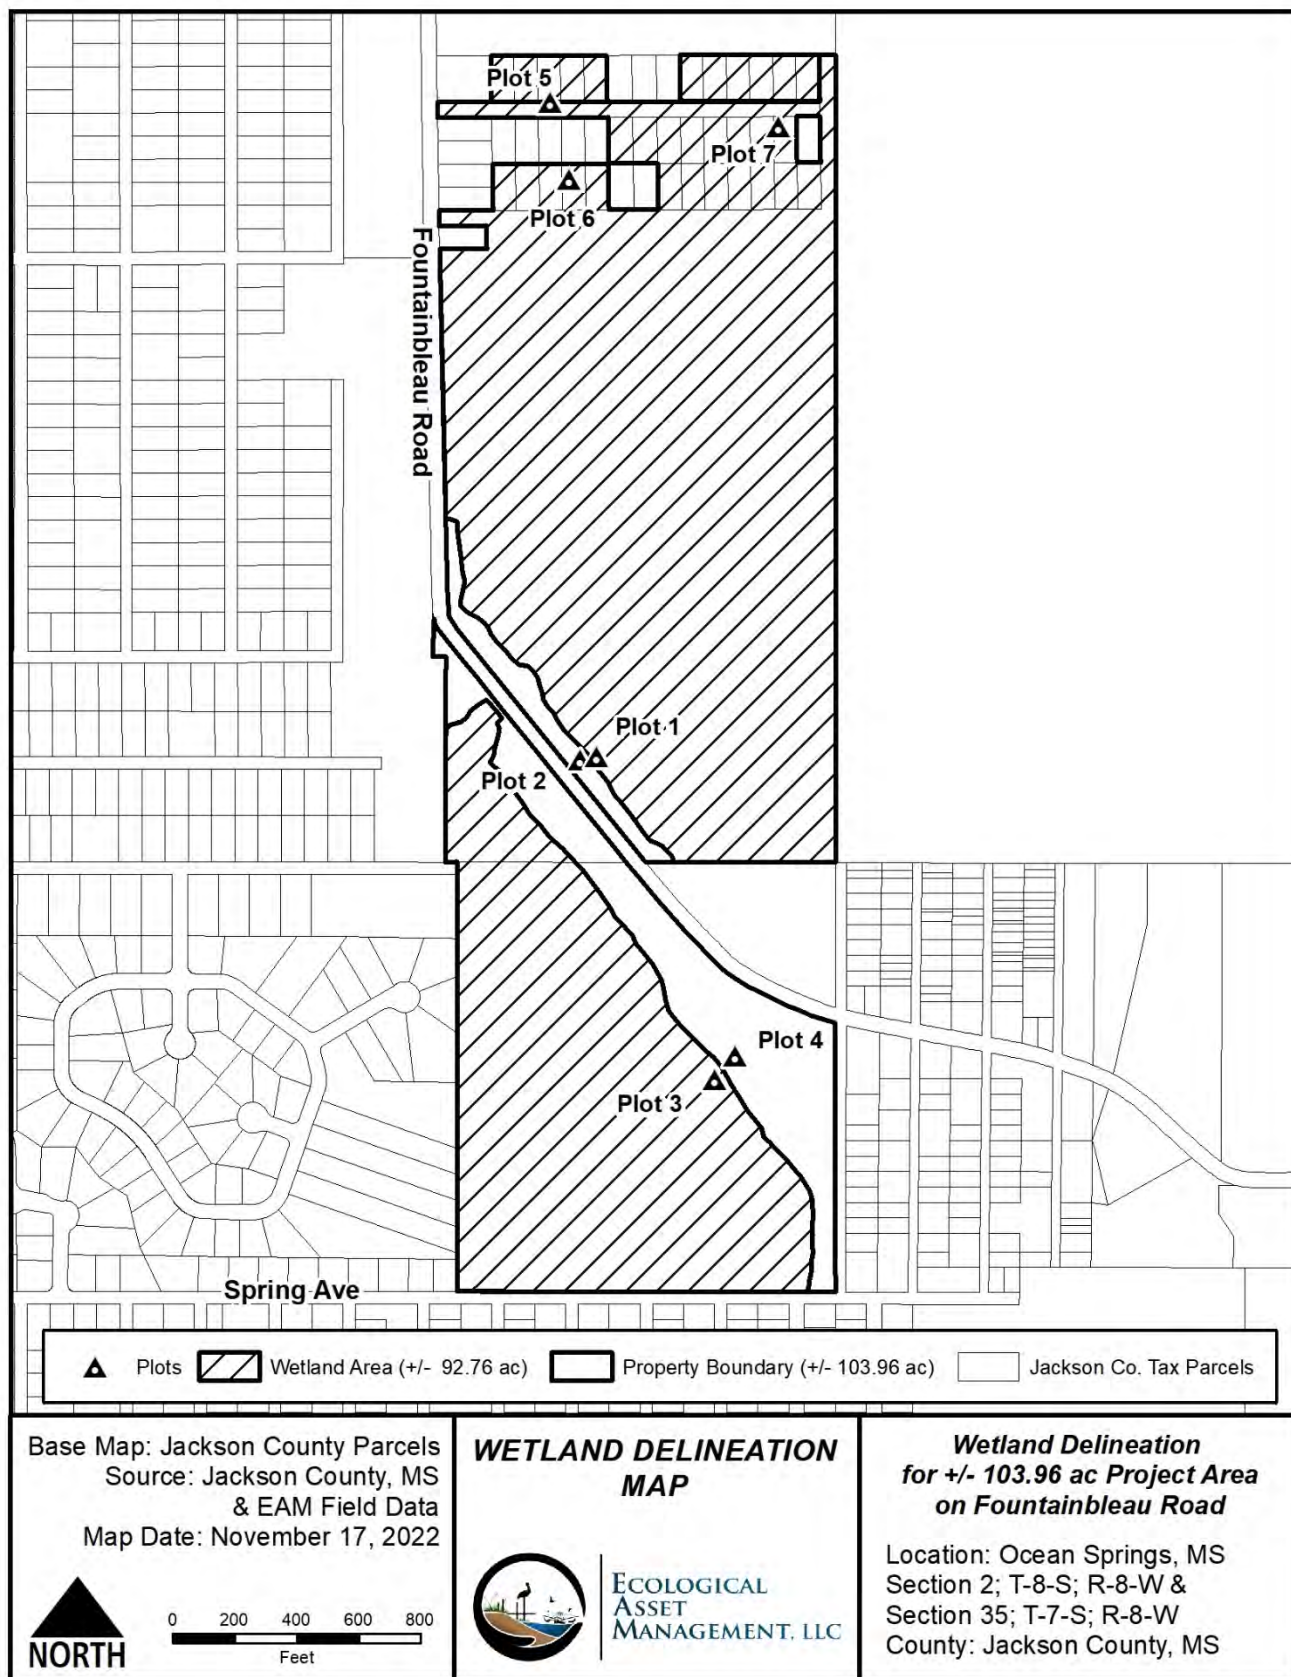 Plot 5
Plot 7
Plot 6
Fountainbleau Road
Plot 1
Plot 2
Plot 4
Plot 3
Spring Ave
Plots
Wetland Area (+/- 92.76 ac)
Property Boundary (+/- 103.96 ac)
Jackson Co. Tax Parcels
Base Map: Jackson County Parcels
Source: Jackson County, MS
& EAM Field Data
Map Date: November 17, 2022
NORTH
0 200 400 600 800
Feet
WETLAND DELINEATION
MAP
ECOLOGICAL
ASSET
MANAGEMENT, LLC
Wetland Delineation
for +/- 103.96 ac Project Area
on Fountainbleau Road
Location: Ocean Springs, MS
Section 2; T-8-S; R-8-W &
Section 35; T-7-S; R-8-W
County: Jackson County, MS